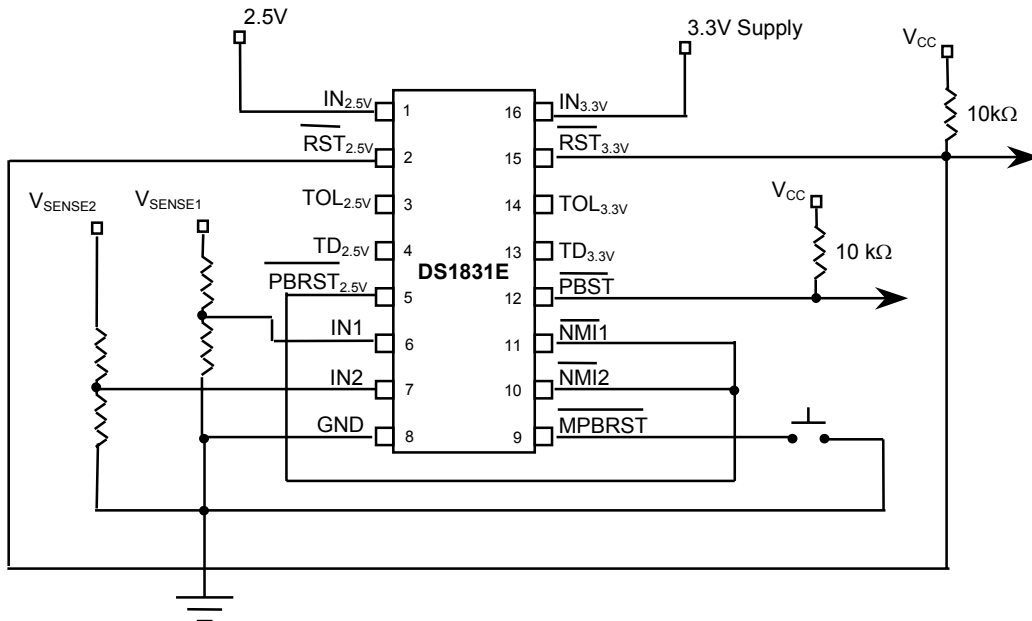 2.5V
3.3V Supply
VCC
10kΩ
IN2.5V 1
16 IN3.3V
RST2.5V 2
15 RST3.3V
TOL2.5V 3
14 TOL3.3V
TD2.5V 4
13 TD3.3V
DS1831E
PBRST2.5V 5
12 PBST
IN1 6
11 NMI1
IN2 7
10 NMI2
GND 8
9 MPBRST
VSENSE2
VSENSE1
VCC
10 kΩ